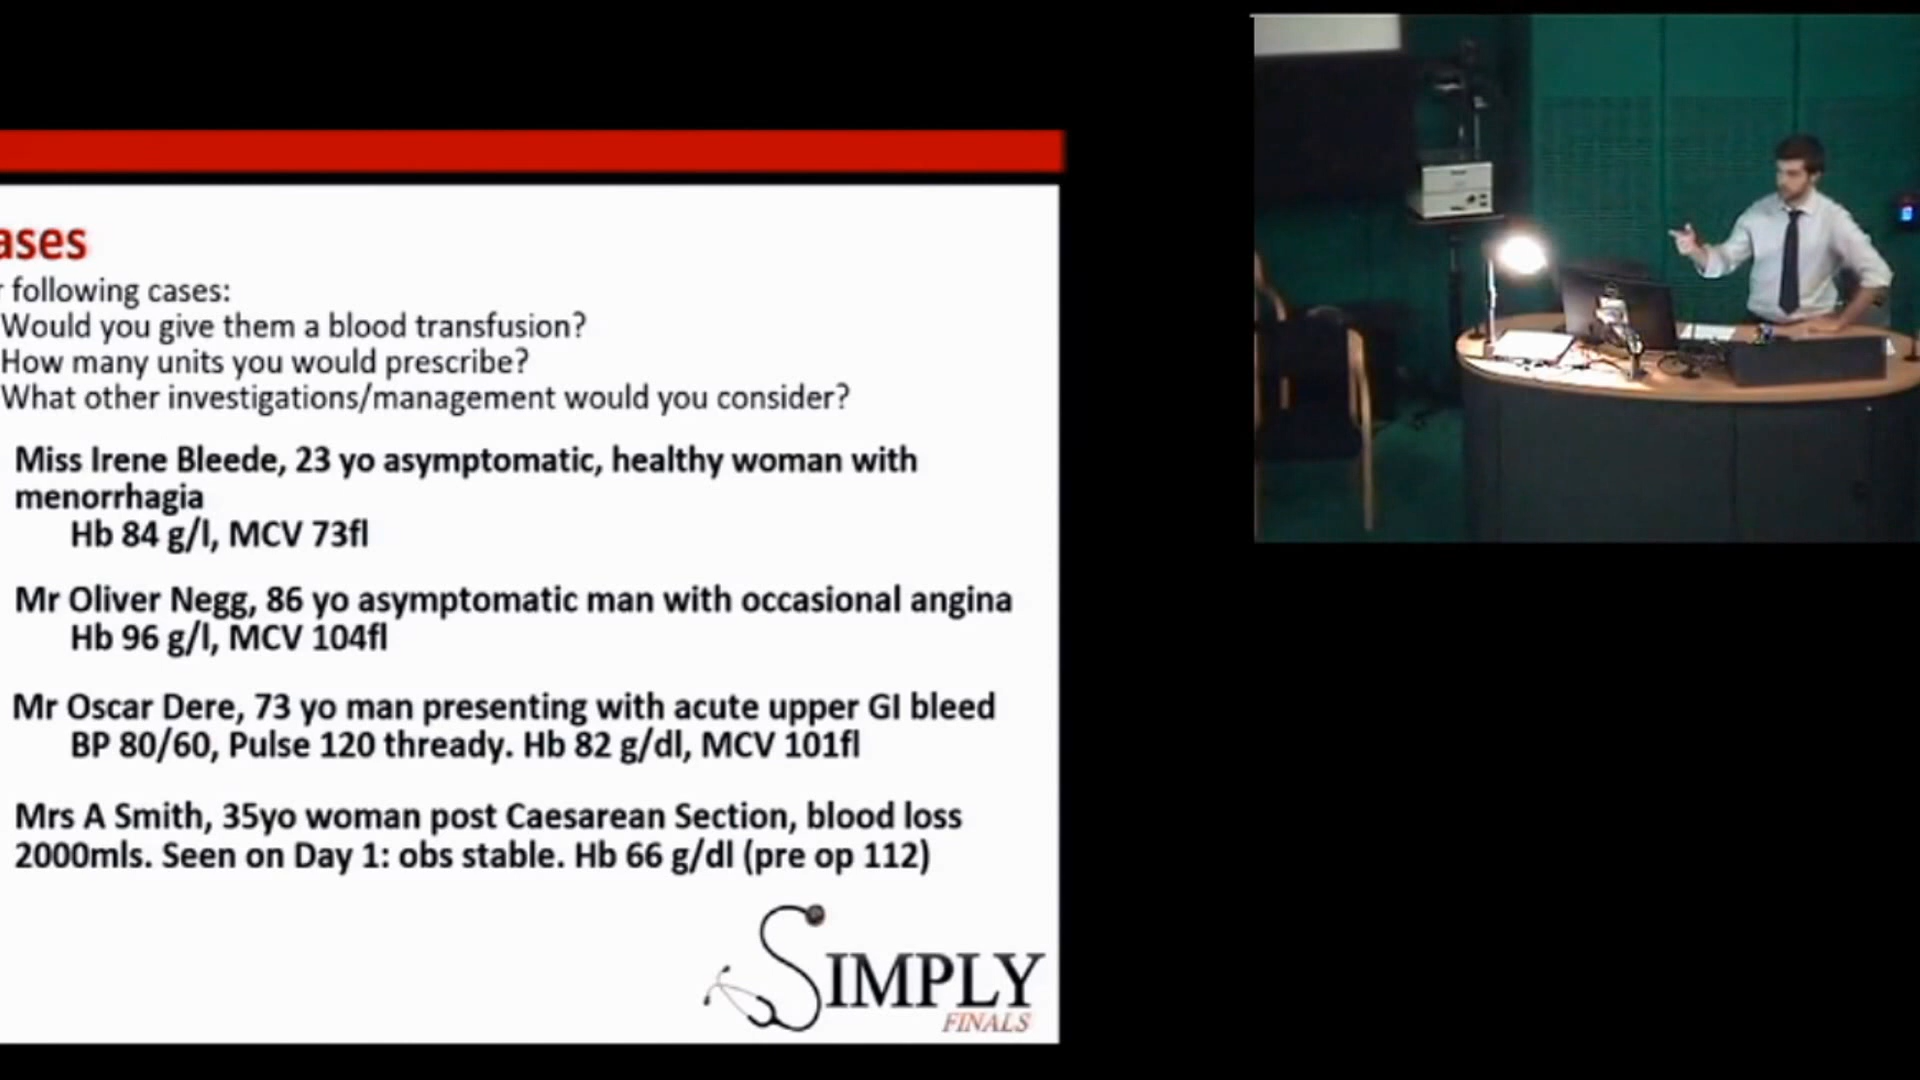 ases
r following cases:
Would you give them a blood transfusion?
How many units you would prescribe?
What other investigations/management would you consider?
Miss Irene Bleede, 23 yo asymptomatic, healthy woman with
menorrhagia
Hb 84 g/l, MCV 73fl
Mr Oliver Negg, 86 yo asymptomatic man with occasional angina
Hb 96 g/l, MCV 104fl
Mr Oscar Dere, 73 yo man presenting with acute upper GI bleed
BP 80/60, Pulse 120 thready. Hb 82 g/dl, MCV 101fl
Mrs A Smith, 35yo woman post Caesarean Section, blood loss
2000mls. Seen on Day 1: obs stable. Hb 66 g/dl (pre op 112)
SIMPLY
FINALS